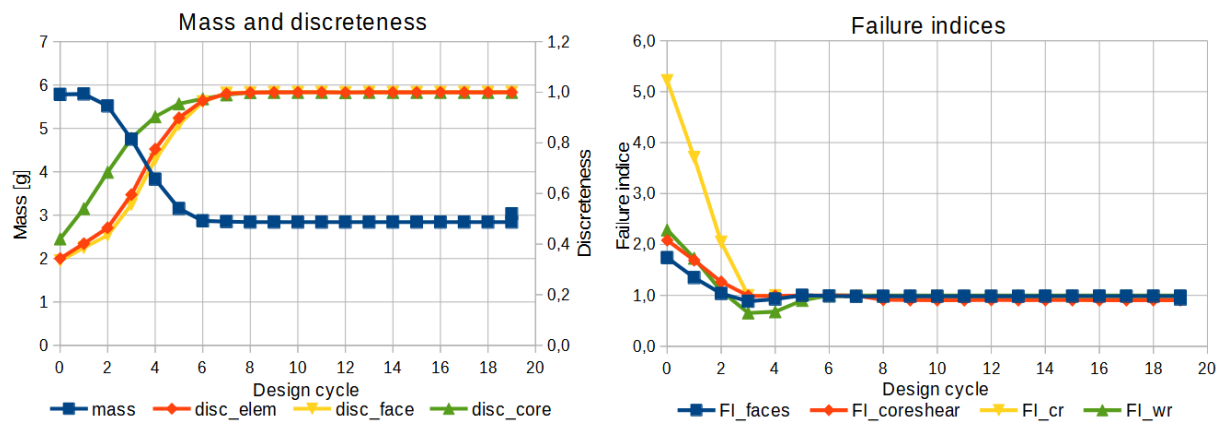 Mass and discreteness
7
6
5
4
3
2
1
0
Mass [g]
1,2
1,0
0,8
0,6
0,4
0,2
0,0
Discreteness
0 2 4 6 8 10 12 14 16 18 20
Design cycle
mass disc_elem disc_face disc_core
Failure indices
6,0
5,0
4,0
3,0
2,0
1,0
0,0
Failure indice
0 2 4 6 8 10 12 14 16 18 20
Design cycle
FI_faces FI_coreshear FI_cr FI_wr